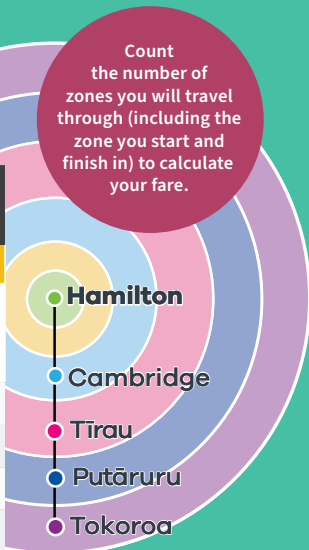 Count
the number of
zones you will travel
through (including the
zone you start and
finish in) to calculate
your fare.
Hamilton
Cambridge
Tīrau
Putāruru
Tokoroa